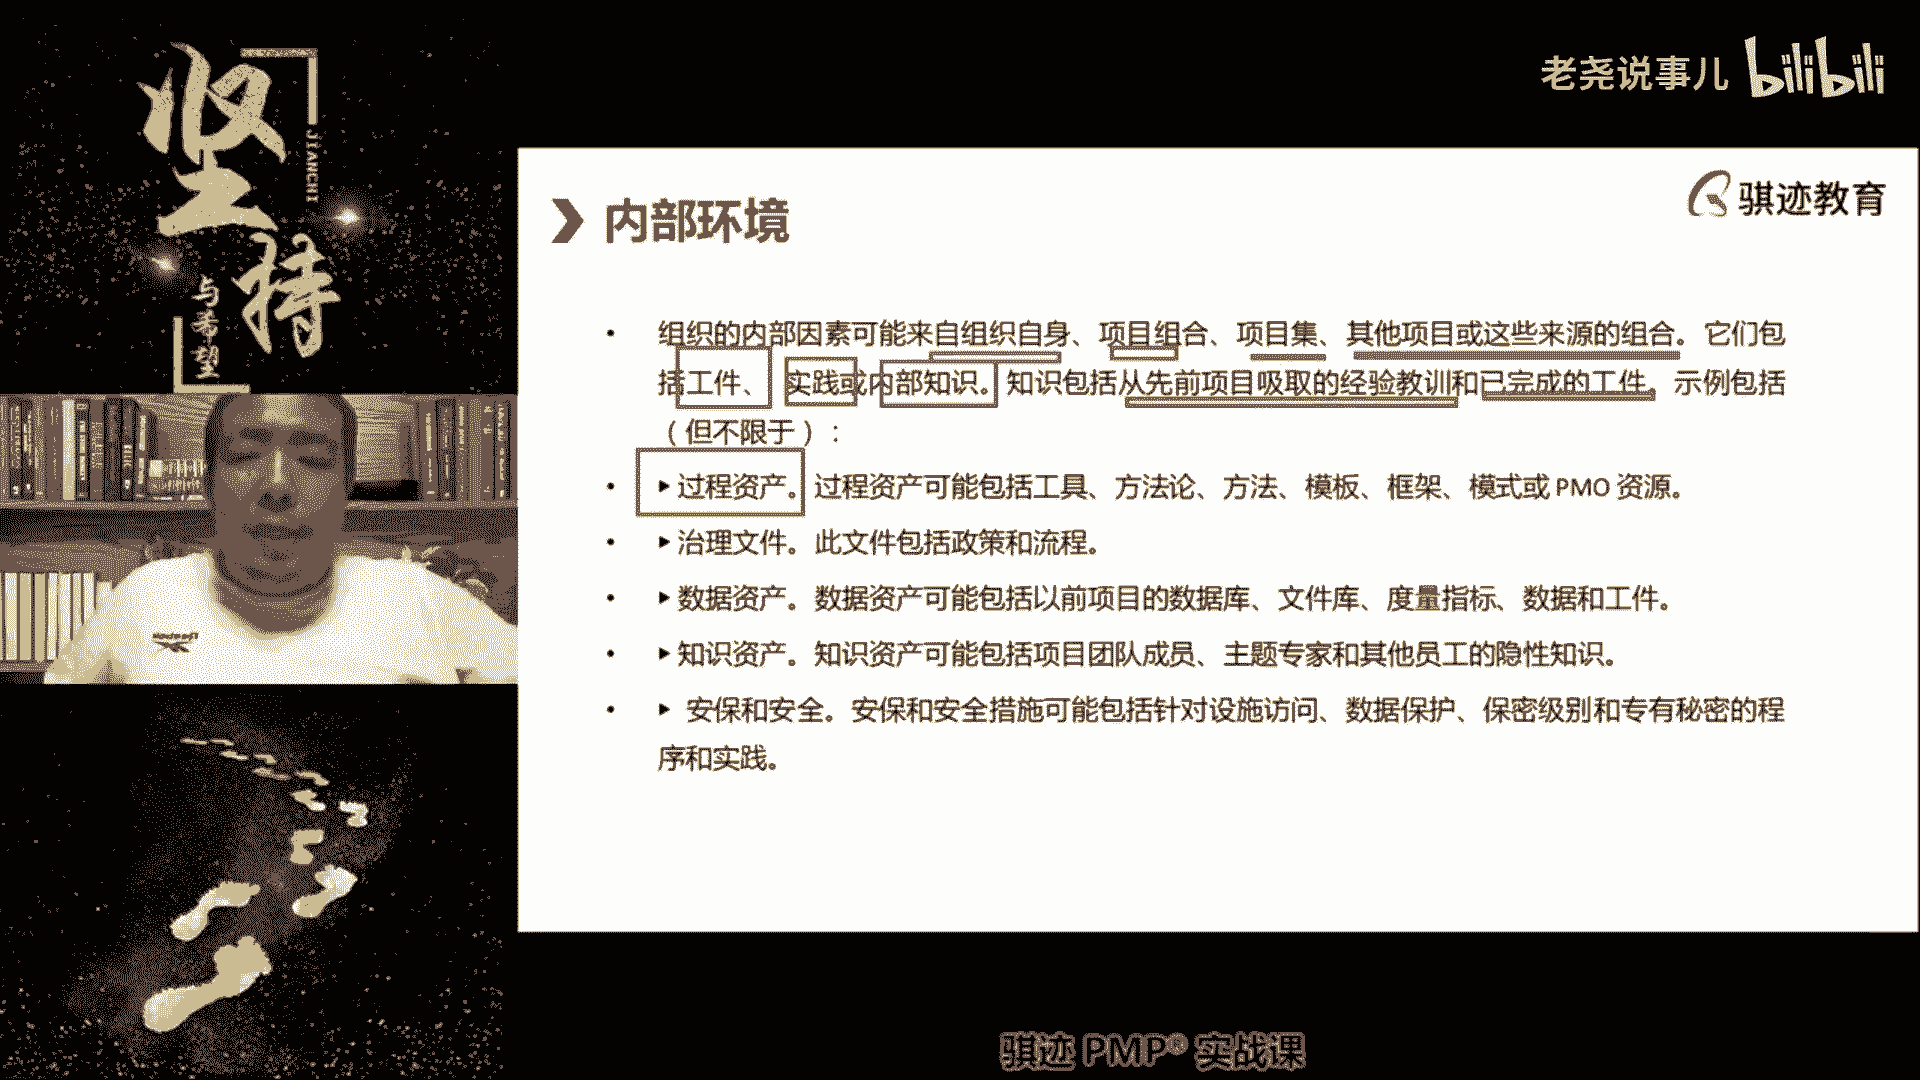 坚持
JIANCHI
与希望
老尧说事儿 bilibili
骐迹教育
内部环境
• 组织的内部因素可能来自组织自身、项目组合、项目集、其他项目或这些来源的组合。它们包
括工件、实践或内部知识。知识包括从先前项目吸取的经验教训和已完成的工件。示例包括
（但不限于）：
• ▶过程资产。过程资产可能包括工具、方法论、方法、模板、框架、模式或 PMO 资源。
• ▶治理文件。此文件包括政策和流程。
• ▶数据资产。数据资产可能包括以前项目的数据库、文件库、度量指标、数据和工件。
• ▶知识资产。知识资产可能包括项目团队成员、主题专家和其他员工的隐性知识。
• ▶ 安保和安全。安保和安全措施可能包括针对设施访问、数据保护、保密级别和专有秘密的程
序和实践。
骐迹 PMP® 实战课